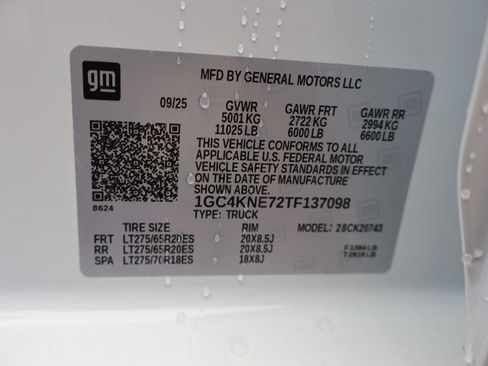 gm
MFD BY GENERAL MOTORS LLC
09/25 GVWR GAWR FRT GAWR RR
5001 KG 2722 KG 2994 KG
11025 LB 6000 LB 6600 LB
THIS VEHICLE CONFORMS TO ALL
APPLICABLE U.S. FEDERAL MOTOR
VEHICLE SAFETY STANDARDS IN EFFECT
ON THE DATE OF MANUFACTURE
SHOWN ABOVE.
8624
1GC4KNE72TF137098
TYPE: TRUCK
TIRE SIZE RIM MODEL: 28CK20743
FRT LT275/65R20ES 20X8.5J
RR LT275/65R20ES 20X8.5J
SPA LT275/70R18ES 18X8J